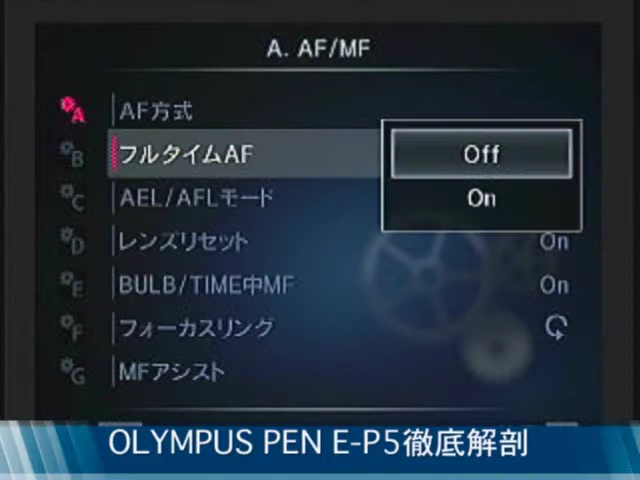 A. AF/MF
A AF方式
B フルタイムAF Off
C AEL/AFLモード On
D レンズリセット On
E BULB/TIME中MF On
F フォーカスリング
G MFアシスト
OLYMPUS PEN E-P5徹底解剖